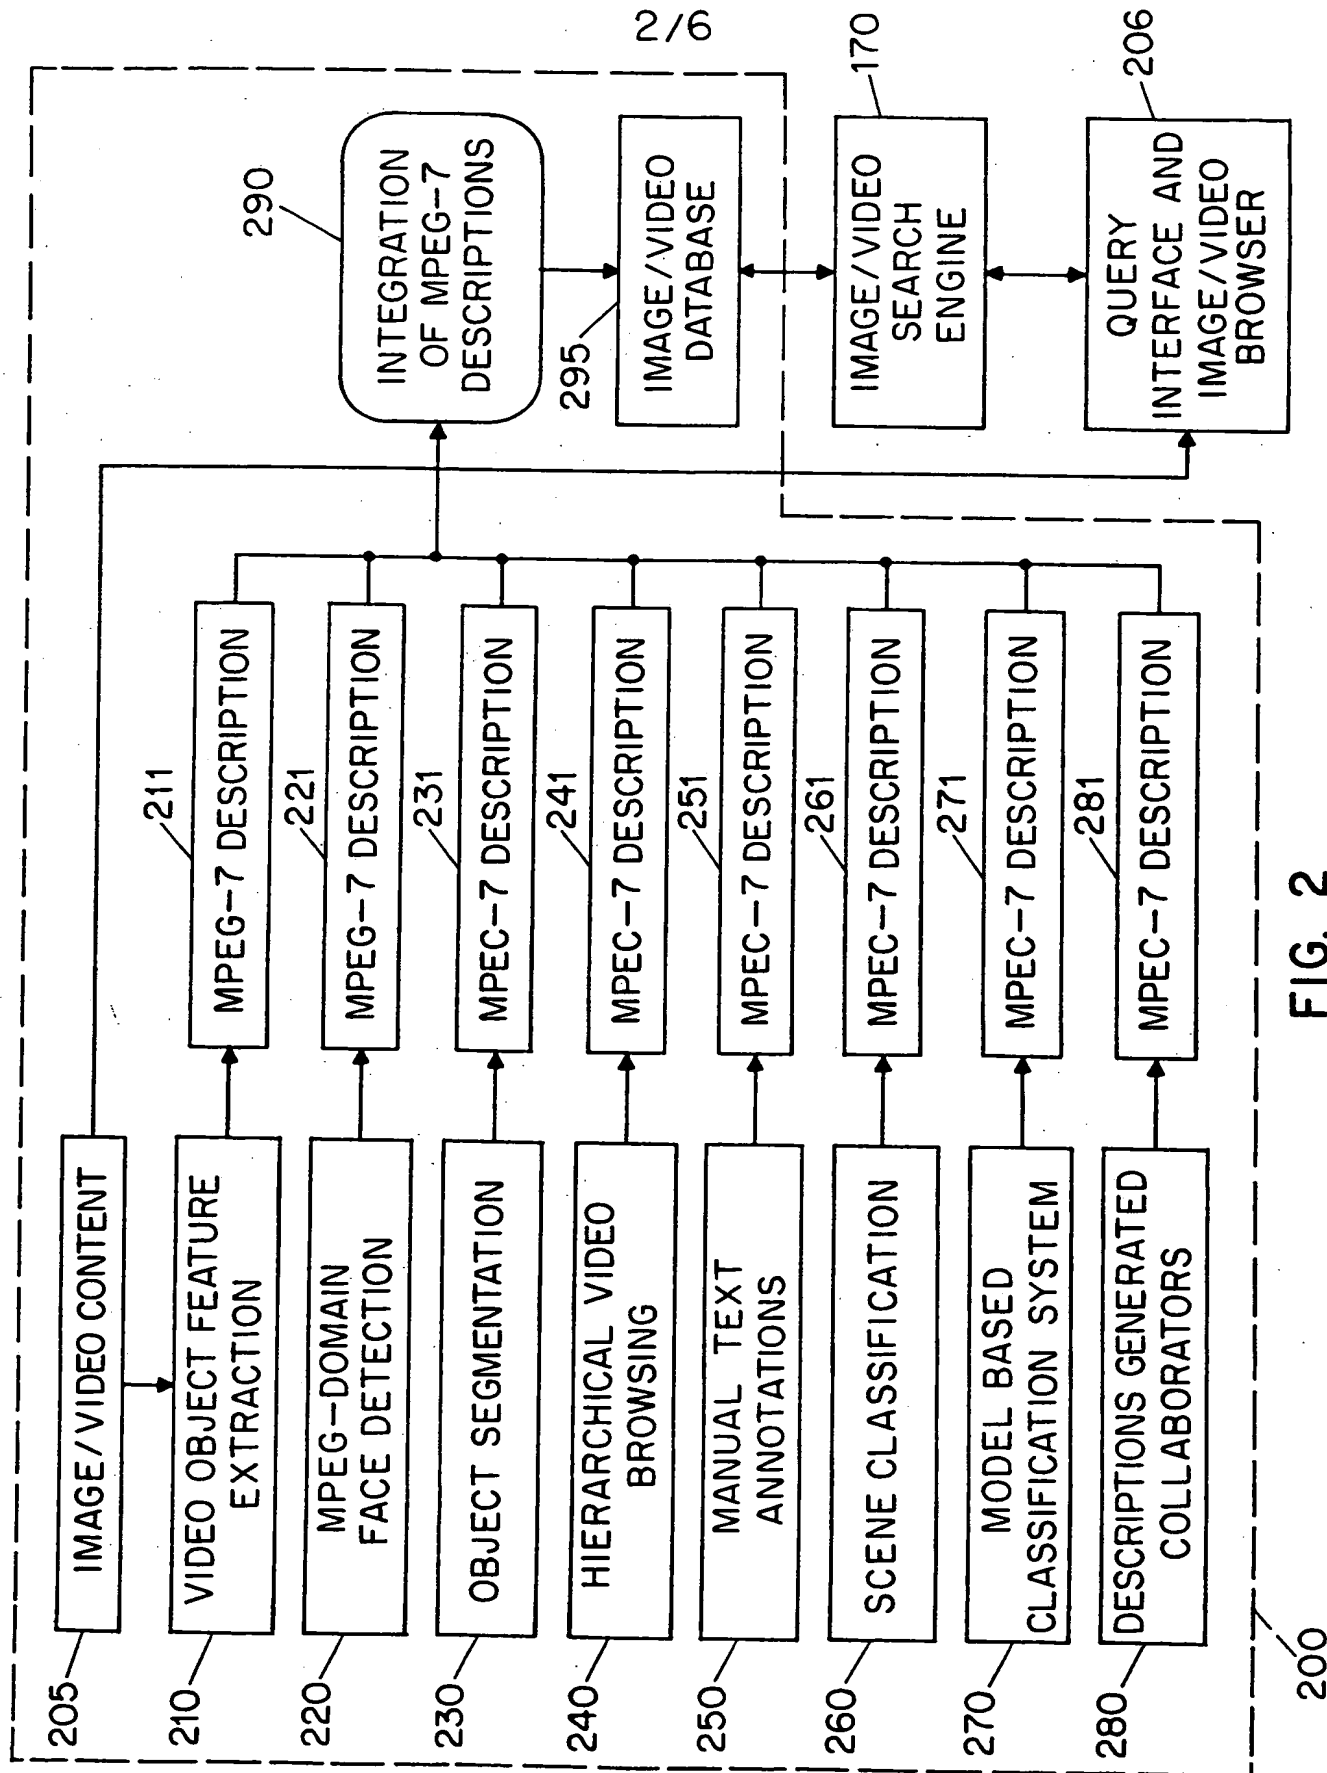 2/6
205
IMAGE/VIDEO CONTENT
210
VIDEO OBJECT FEATURE
EXTRACTION
211
MPEG-7 DESCRIPTION
220
MPEG-DOMAIN
FACE DETECTION
221
MPEG-7 DESCRIPTION
230
OBJECT SEGMENTATION
231
MPEC-7 DESCRIPTION
240
HIERARCHICAL VIDEO
BROWSING
241
MPEC-7 DESCRIPTION
250
MANUAL TEXT
ANNOTATIONS
251
MPEC-7 DESCRIPTION
260
SCENE CLASSIFICATION
261
MPEC-7 DESCRIPTION
270
MODEL BASED
CLASSIFICATION SYSTEM
271
MPEC-7 DESCRIPTION
280
DESCRIPTIONS GENERATED
COLLABORATORS
281
MPEC-7 DESCRIPTION
290
INTEGRATION
OF MPEG-7
DESCRIPTIONS
295
IMAGE/VIDEO
DATABASE
170
IMAGE/VIDEO
SEARCH
ENGINE
206
QUERY
INTERFACE AND
IMAGE/VIDEO
BROWSER
200
FIG. 2